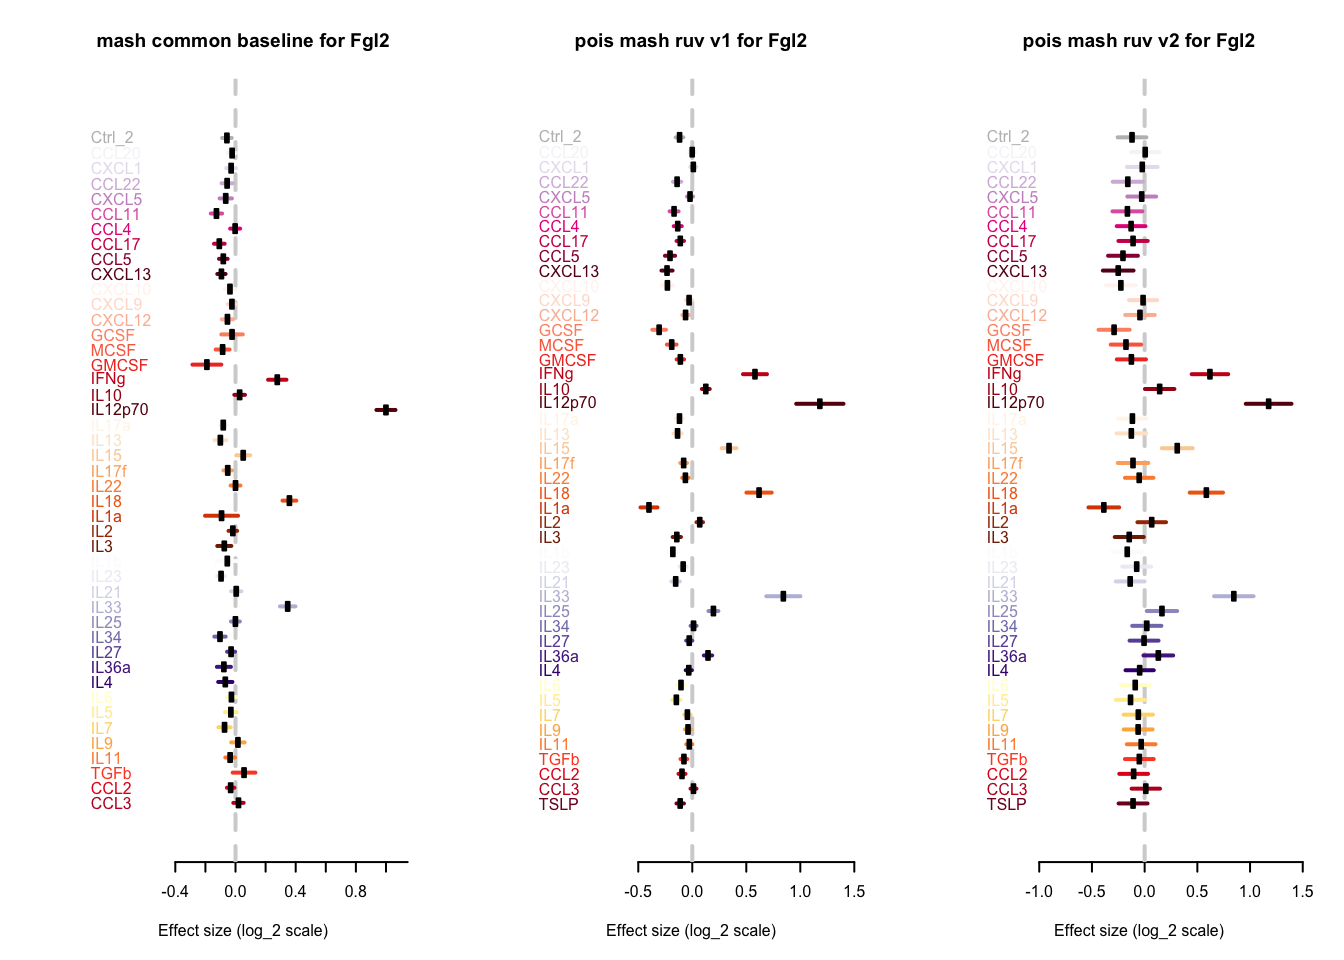 mash common baseline for Fgl2
Ctrl_2
CCL20
CXCL1
CCL22
CXCL5
CCL11
CCL4
CCL17
CCL5
CXCL13
CXCL10
CXCL9
CXCL12
GCSF
MCSF
GMCSF
IFNg
IL10
IL12p70
IL17a
IL13
IL15
IL17f
IL22
IL18
IL1a
IL2
IL3
IL23
IL21
IL33
IL25
IL34
IL27
IL36a
IL4
IL5
IL7
IL9
IL11
TGFb
CCL2
CCL3
-0.4 0.0 0.4 0.8
Effect size (log_2 scale)
pois mash ruv v1 for Fgl2
Ctrl_2
CCL20
CXCL1
CCL22
CXCL5
CCL11
CCL4
CCL17
CCL5
CXCL13
CXCL10
CXCL9
CXCL12
GCSF
MCSF
GMCSF
IFNg
IL10
IL12p70
IL17a
IL13
IL15
IL17f
IL22
IL18
IL1a
IL2
IL3
IL23
IL21
IL33
IL25
IL34
IL27
IL36a
IL4
IL5
IL7
IL9
IL11
TGFb
CCL2
CCL3
TSLP
-0.5 0.0 0.5 1.0 1.5
Effect size (log_2 scale)
pois mash ruv v2 for Fgl2
Ctrl_2
CCL20
CXCL1
CCL22
CXCL5
CCL11
CCL4
CCL17
CCL5
CXCL13
CXCL10
CXCL9
CXCL12
GCSF
MCSF
GMCSF
IFNg
IL10
IL12p70
IL17a
IL13
IL15
IL17f
IL22
IL18
IL1a
IL2
IL3
IL23
IL21
IL33
IL25
IL34
IL27
IL36a
IL4
IL5
IL7
IL9
IL11
TGFb
CCL2
CCL3
TSLP
-1.0 -0.5 0.0 0.5 1.0 1.5
Effect size (log_2 scale)